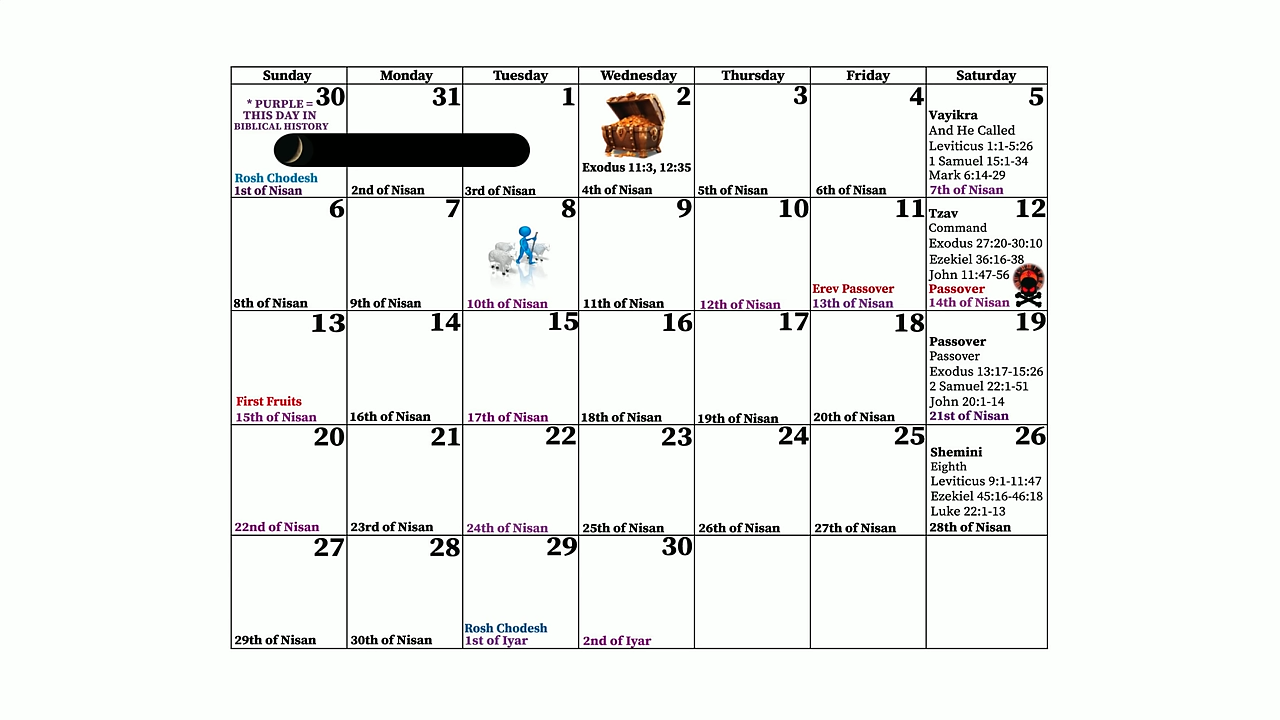 Sunday Monday Tuesday Wednesday Thursday Friday Saturday
30
* PURPLE =
THIS DAY IN
BIBLICAL HISTORY
Rosh Chodesh
1st of Nisan
31
2nd of Nisan
1
3rd of Nisan
2
Exodus 11:3, 12:35
4th of Nisan
3
5th of Nisan
4
6th of Nisan
5
Vayikra
And He Called
Leviticus 1:1-5:26
1 Samuel 15:1-34
Mark 6:14-29
7th of Nisan
6
8th of Nisan
7
9th of Nisan
8
10th of Nisan
9
11th of Nisan
10
12th of Nisan
11
Erev Passover
13th of Nisan
12
Tzav
Command
Exodus 27:20-30:10
Ezekiel 36:16-38
John 11:47-56
Passover
14th of Nisan
13
First Fruits
15th of Nisan
14
16th of Nisan
15
17th of Nisan
16
18th of Nisan
17
19th of Nisan
18
20th of Nisan
19
Passover
Passover
Exodus 13:17-15:26
2 Samuel 22:1-51
John 20:1-14
21st of Nisan
20
22nd of Nisan
21
23rd of Nisan
22
24th of Nisan
23
25th of Nisan
24
26th of Nisan
25
27th of Nisan
26
Shemini
Eighth
Leviticus 9:1-11:47
Ezekiel 45:16-46:18
Luke 22:1-13
28th of Nisan
27
29th of Nisan
28
30th of Nisan
29
Rosh Chodesh
1st of Iyar
30
2nd of Iyar